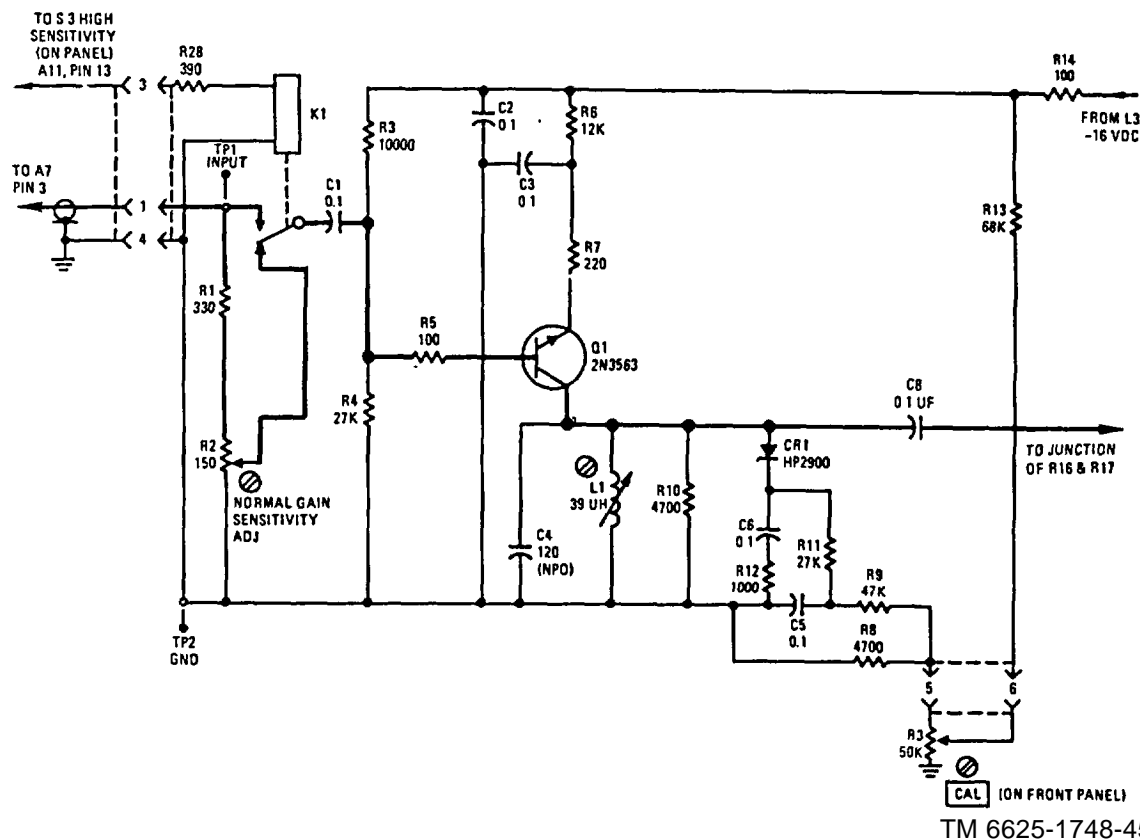 TO S 3 HIGH
SENSITIVITY
(ON PANEL)
A11, PIN 13
3
R28
390
K1
TP1
INPUT
TO A7
PIN 3
1
4
C1
0.1
R1
330
R2
150
NORMAL GAIN
SENSITIVITY
ADJ
TP2
GND
R3
10000
R4
27K
R5
100
C2
0 1
C3
0 1
R6
12K
R7
220
Q1
2N3563
R14
100
FROM L3
-16 VDC
R13
68K
C8
0 1 UF
TO JUNCTION
OF R16 & R17
CR1
HP2900
L1
39 UH
R10
4700
C4
120
(NPO)
C6
0 1
R11
27K
R12
1000
C5
0.1
R9
47K
R8
4700
5
6
R3
50K
CAL (ON FRONT PANEL)
TM 6625-1748-45